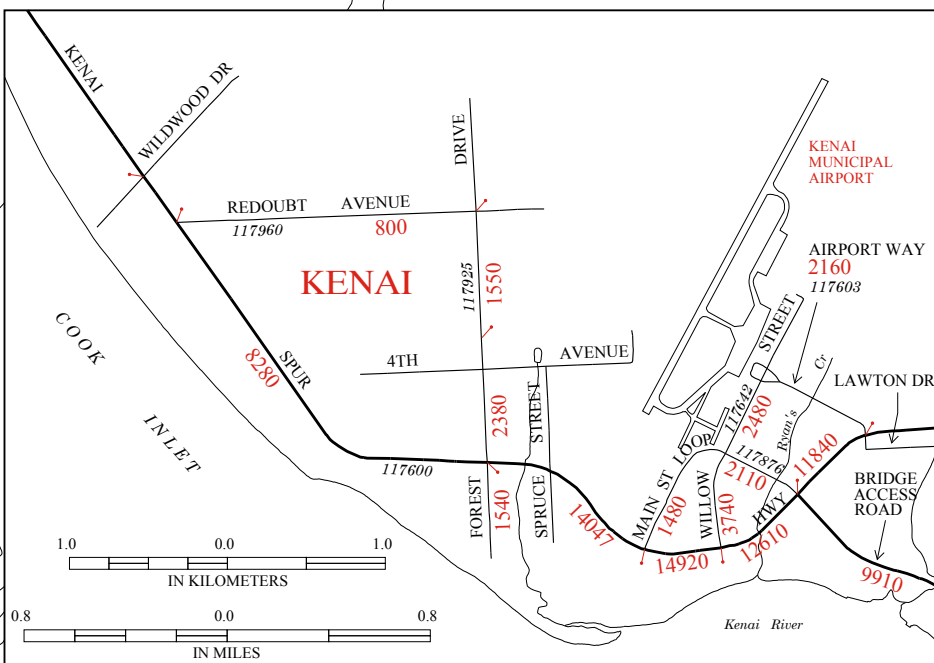 KENAI
WILDWOOD DR
DRIVE
KENAI
MUNICIPAL
AIRPORT
REDOUBT AVENUE
117960
800
AIRPORT WAY
2160
117603
KENAI
117925
1550
STREET
COOK
INLET
8280
SPUR
4TH AVENUE
Cr
LAWTON DR
117642
2480
Ryan's
2380
STREET
117600
MAIN ST LOOP
117876
2110
11840
FOREST
1540
SPRUCE
14047
1480
WILLOW
3740
HWY
12610
BRIDGE
ACCESS
ROAD
14920
9910
1.0 0.0 1.0
IN KILOMETERS
0.8 0.0 0.8
IN MILES
Kenai River